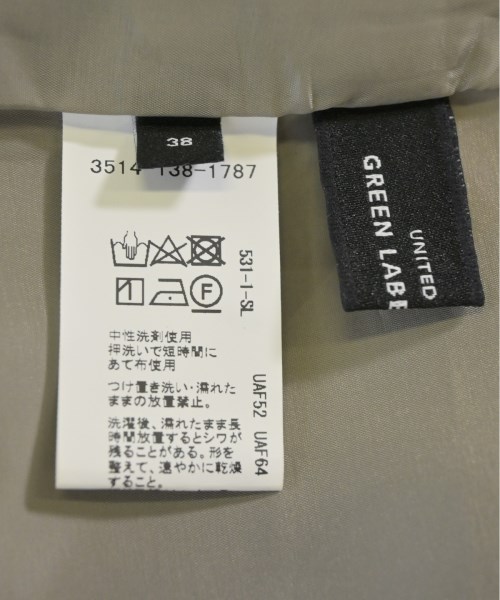 38
3514 138-1787
F
531-1-SL
中性洗剤使用
押洗いで短時間に
あて布使用
つけ置き洗い・濡れた
ままの放置禁止。
洗濯後、濡れたまま長
時間放置するとシワが
残ることがある。形を
整えて、速やかに乾燥
すること。
UAF52 UAF64
UNITED
GREEN LABE